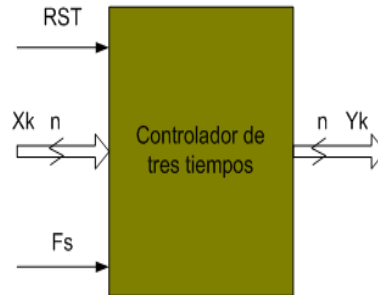 RST
Xk n
Controlador de
tres tiempos
n Yk
Fs